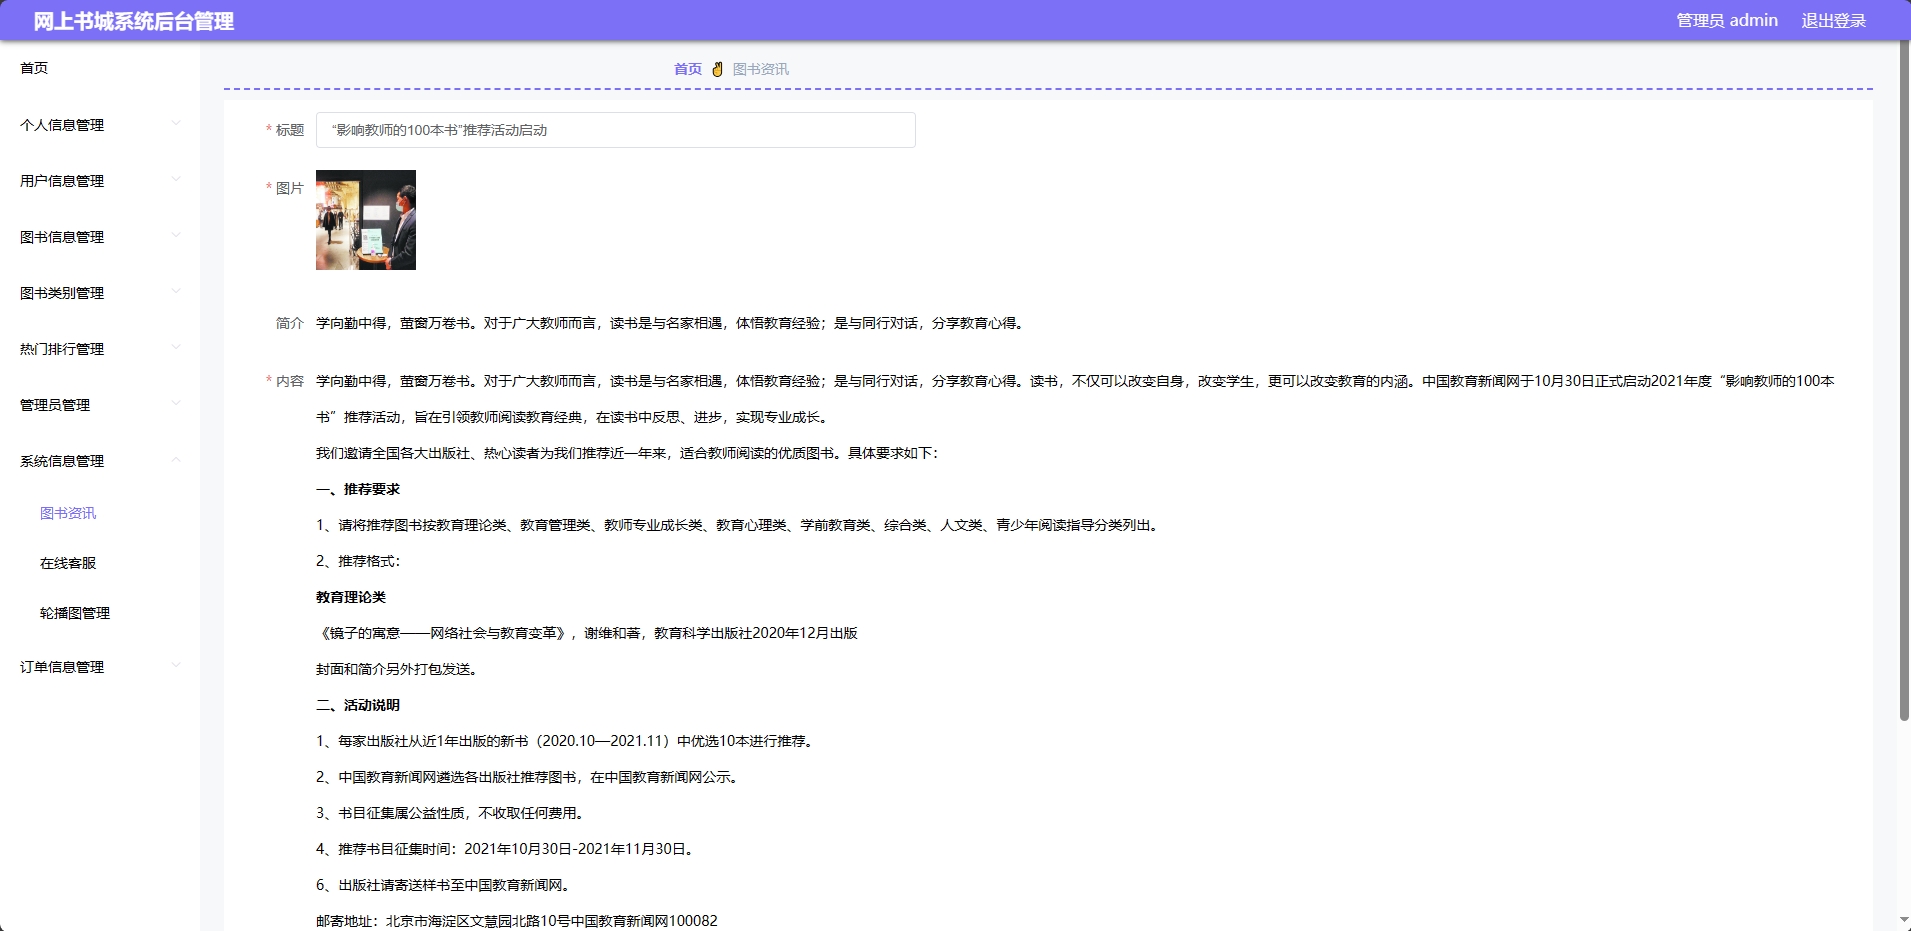 网上书城系统后台管理
管理员 admin 退出登录
首页
个人信息管理
用户信息管理
图书信息管理
图书类别管理
热门排行管理
管理员管理
系统信息管理
图书资讯
在线客服
轮播图管理
订单信息管理
首页 ✌ 图书资讯
* 标题 “影响教师的100本书”推荐活动启动
* 图片
简介 学向勤中得，萤窗万卷书。对于广大教师而言，读书是与名家相遇，体悟教育经验；是与同行对话，分享教育心得。
* 内容 学向勤中得，萤窗万卷书。对于广大教师而言，读书是与名家相遇，体悟教育经验；是与同行对话，分享教育心得。读书，不仅可以改变自身，改变学生，更可以改变教育的内涵。中国教育新闻网于10月30日正式启动2021年度“影响教师的100本
书”推荐活动，旨在引领教师阅读教育经典，在读书中反思、进步，实现专业成长。
我们邀请全国各大出版社、热心读者为我们推荐近一年来，适合教师阅读的优质图书。具体要求如下：
一、推荐要求
1、请将推荐图书按教育理论类、教育管理类、教师专业成长类、教育心理类、学前教育类、综合类、人文类、青少年阅读指导分类列出。
2、推荐格式：
教育理论类
《镜子的寓意——网络社会与教育变革》，谢维和著，教育科学出版社2020年12月出版
封面和简介另外打包发送。
二、活动说明
1、每家出版社从近1年出版的新书（2020.10—2021.11）中优选10本进行推荐。
2、中国教育新闻网遴选各出版社推荐图书，在中国教育新闻网公示。
3、书目征集属公益性质，不收取任何费用。
4、推荐书目征集时间：2021年10月30日-2021年11月30日。
6、出版社请寄送样书至中国教育新闻网。
邮寄地址：北京市海淀区文慧园北路10号中国教育新闻网100082